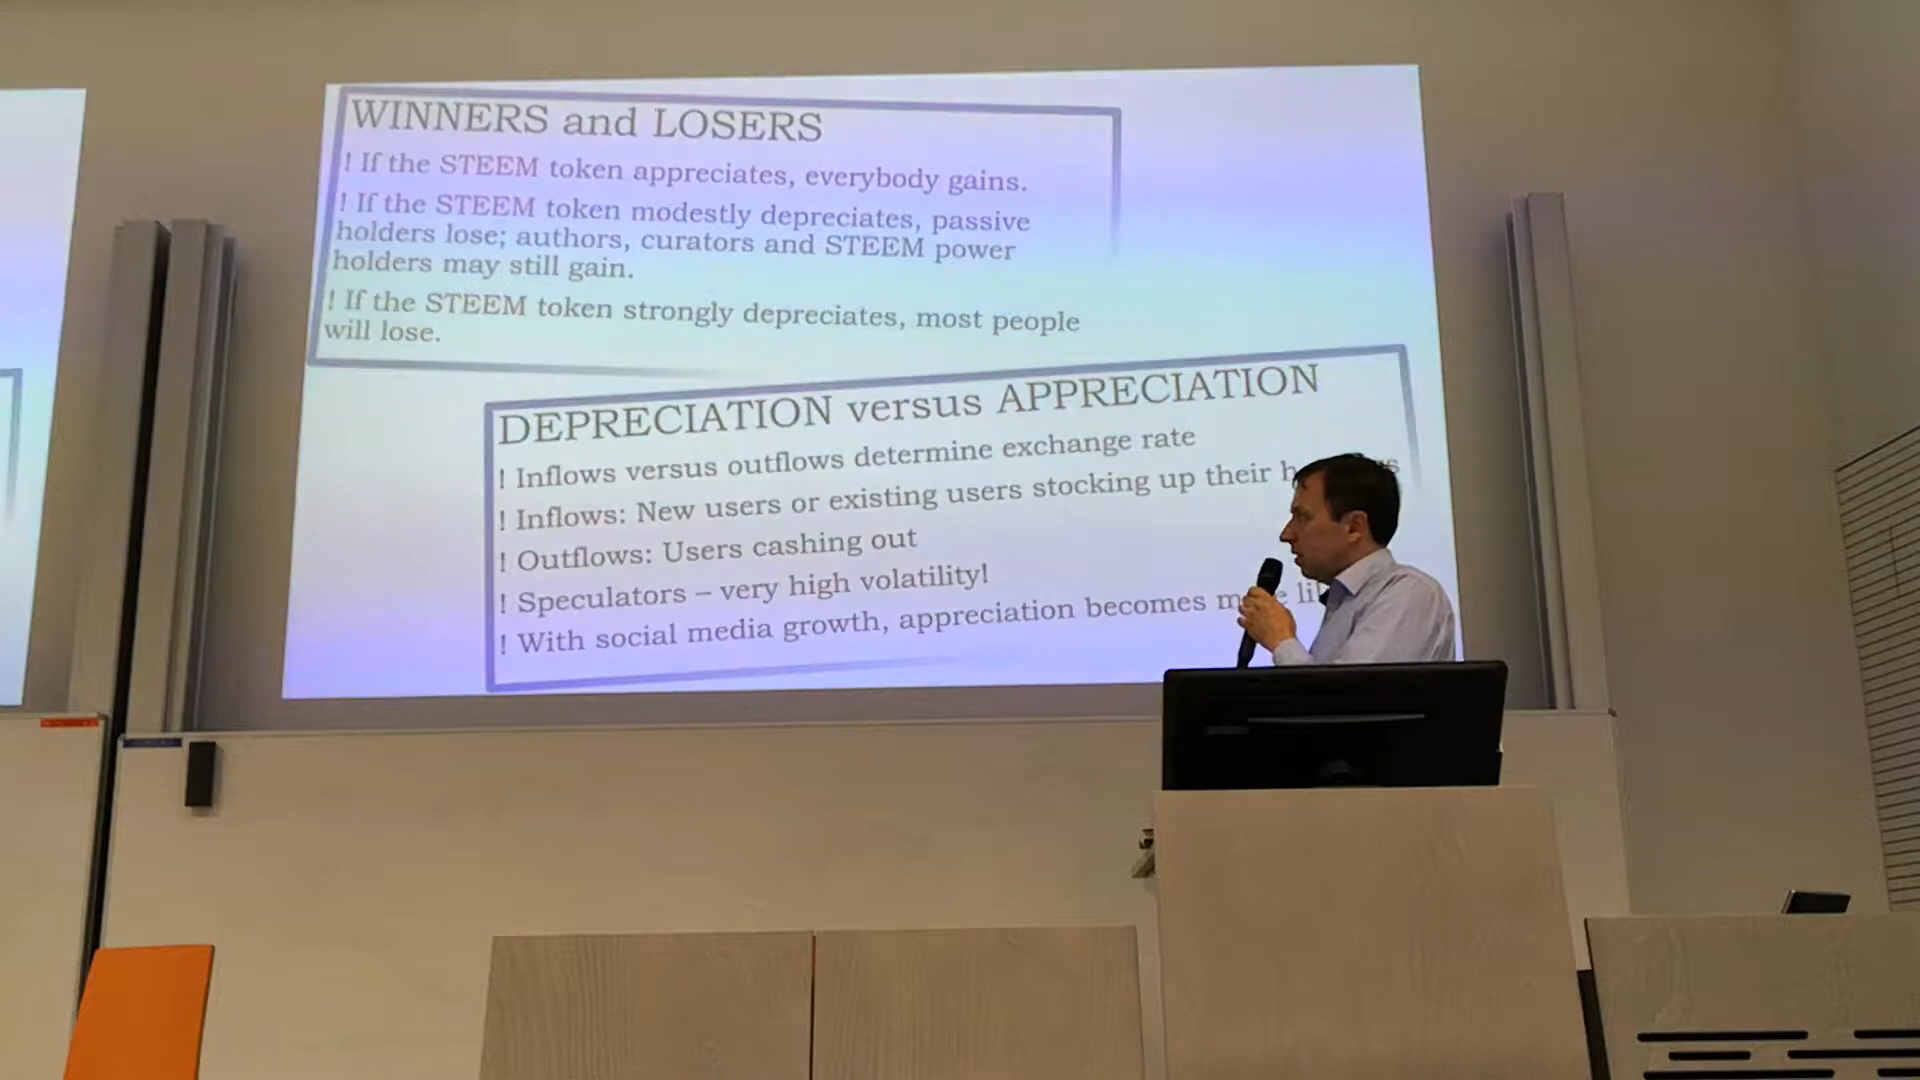 WINNERS and LOSERS
! If the STEEM token appreciates, everybody gains.
! If the STEEM token modestly depreciates, passive
holders lose; authors, curators and STEEM power
holders may still gain.
! If the STEEM token strongly depreciates, most people
will lose.
DEPRECIATION versus APPRECIATION
! Inflows versus outflows determine exchange rate
! Inflows: New users or existing users stocking up their
! Outflows: Users cashing out
! Speculators – very high volatility!
! With social media growth, appreciation becomes